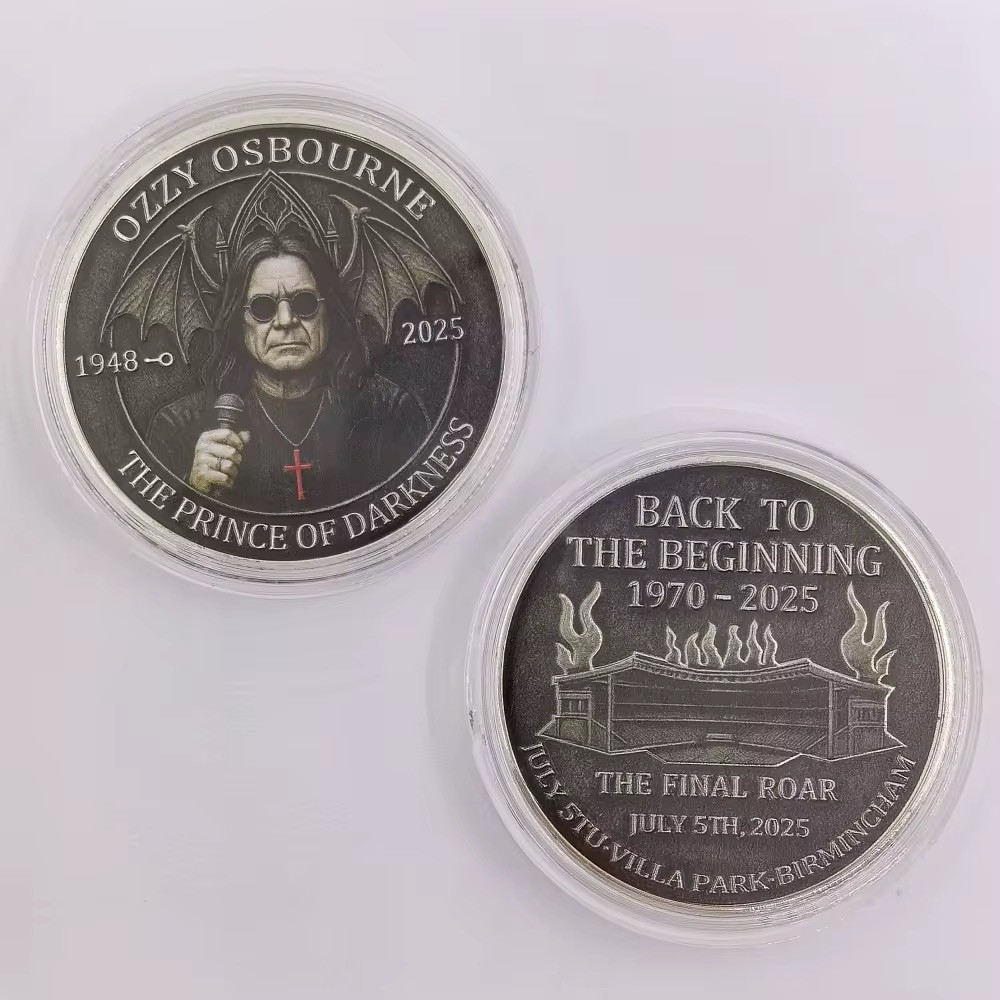 OZZY OSBOURNE
1948
2025
THE PRINCE OF DARKNESS
BACK TO
THE BEGINNING
1970 - 2025
THE FINAL ROAR
JULY 5TH, 2025
JULY 5TU·VILLA PARK·BIRMINCHAM